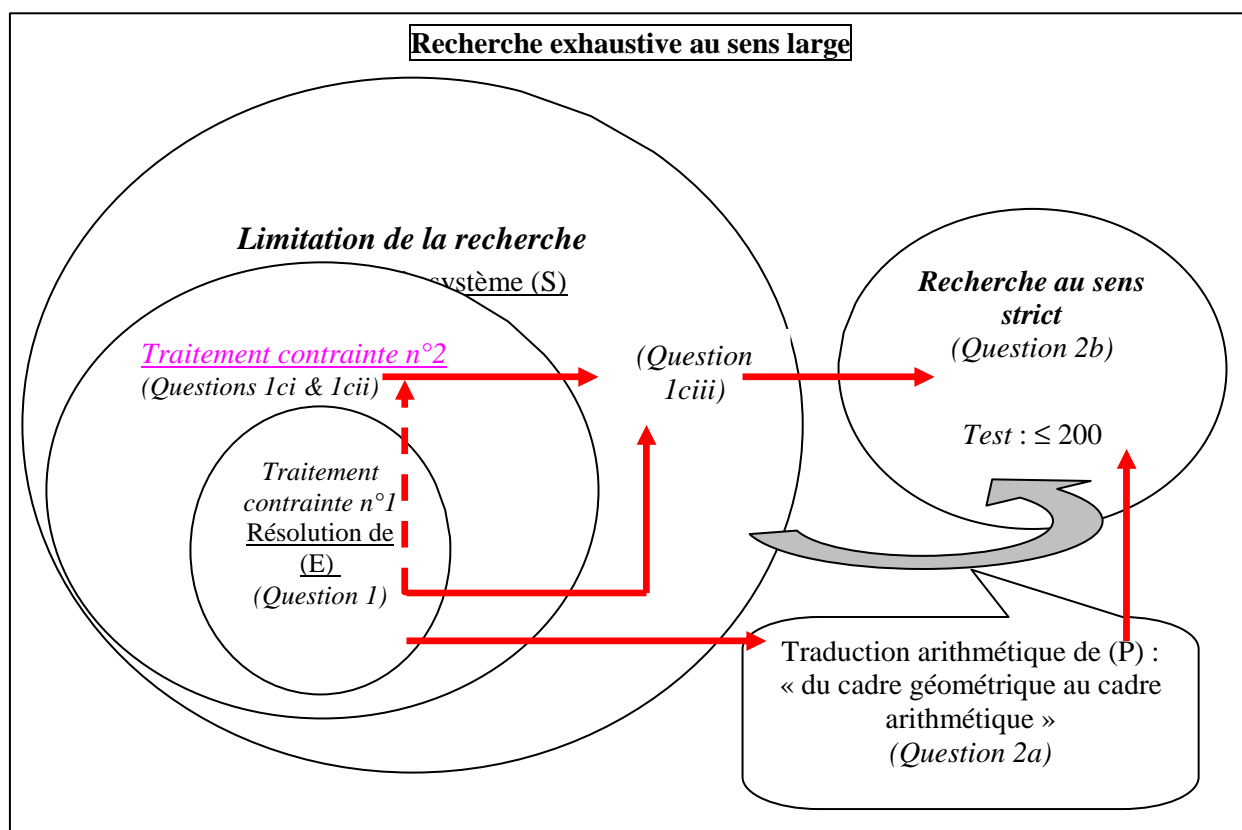 Recherche exhaustive au sens large
Limitation de la recherche
système (S)
Traitement contrainte n°2
(Questions 1ci & 1cii)
(Question
1ciii)
Traitement
contrainte n°1
Résolution de
(E)
(Question 1)
Recherche au sens
strict
(Question 2b)
Test : ≤ 200
Traduction arithmétique de (P) :
« du cadre géométrique au cadre
arithmétique »
(Question 2a)